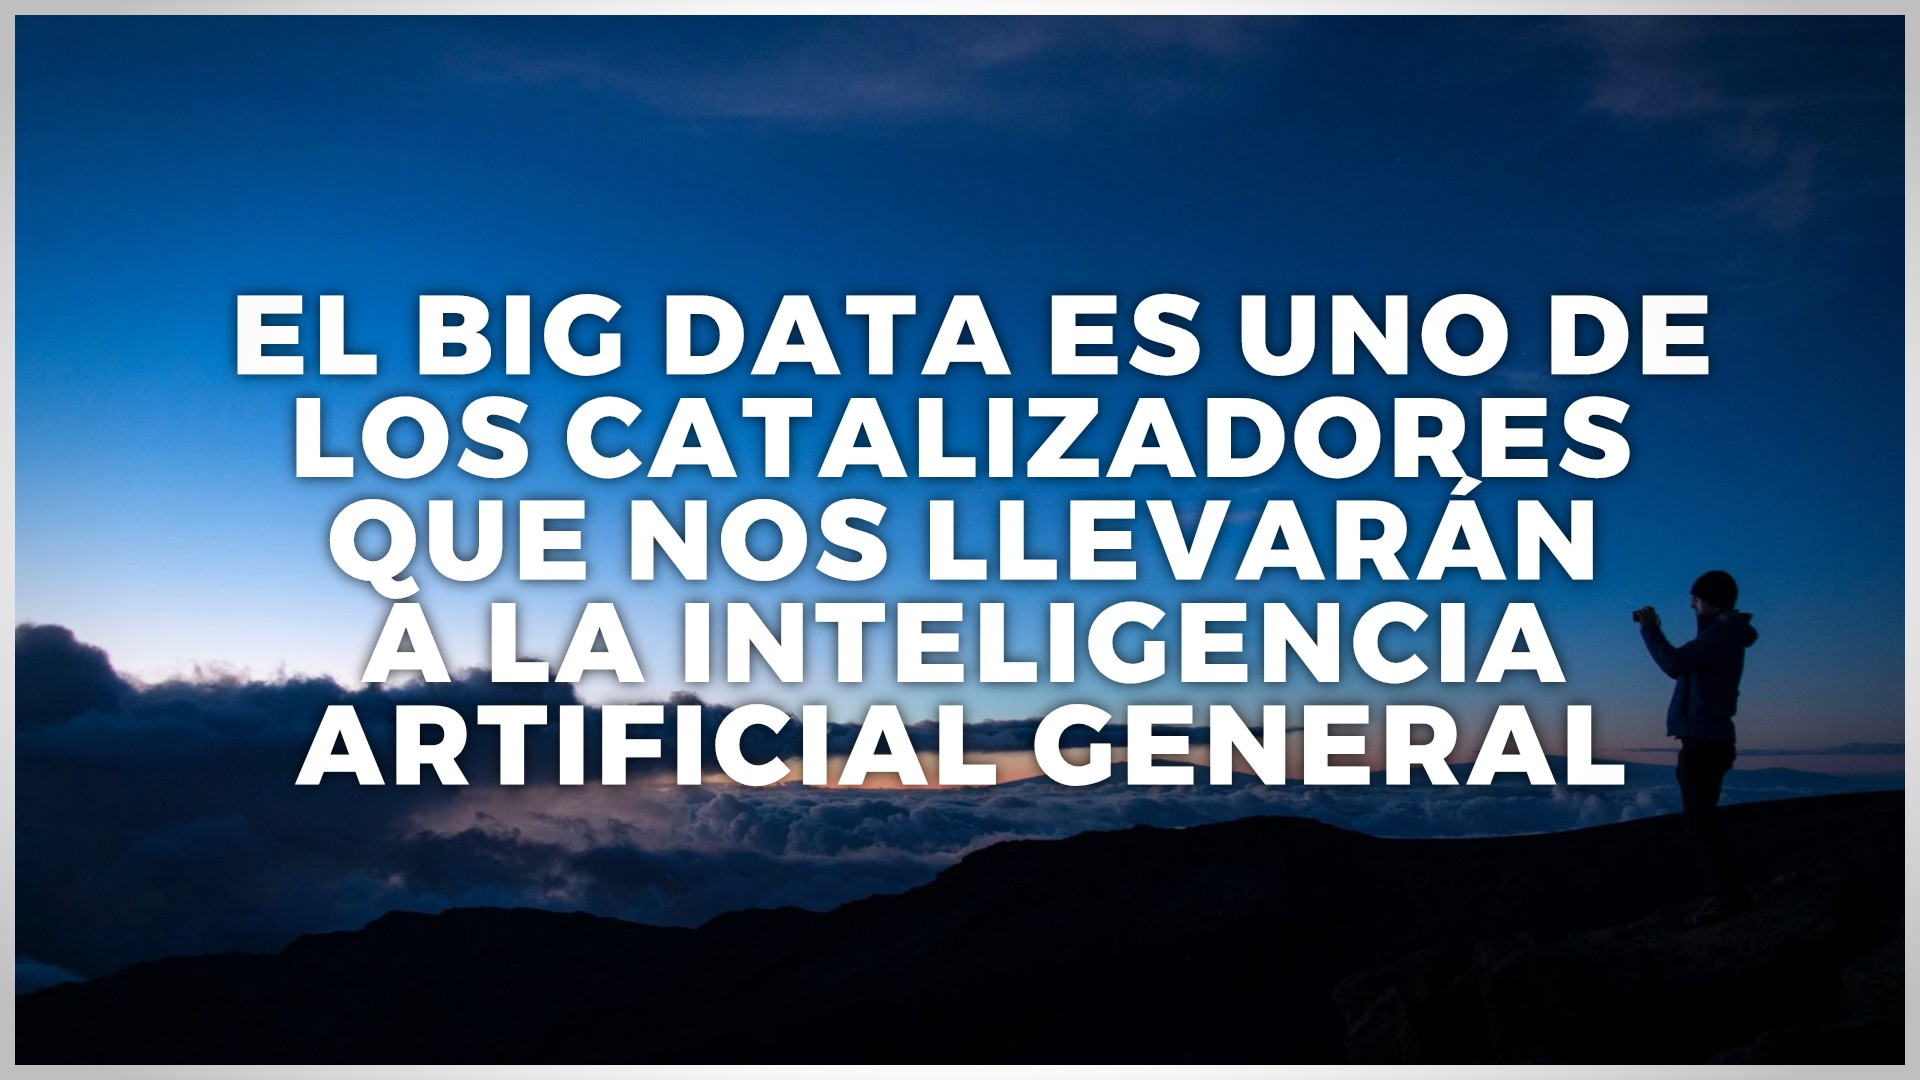 EL BIG DATA ES UNO DE
LOS CATALIZADORES
QUE NOS LLEVARÁN
A LA INTELIGENCIA
ARTIFICIAL GENERAL